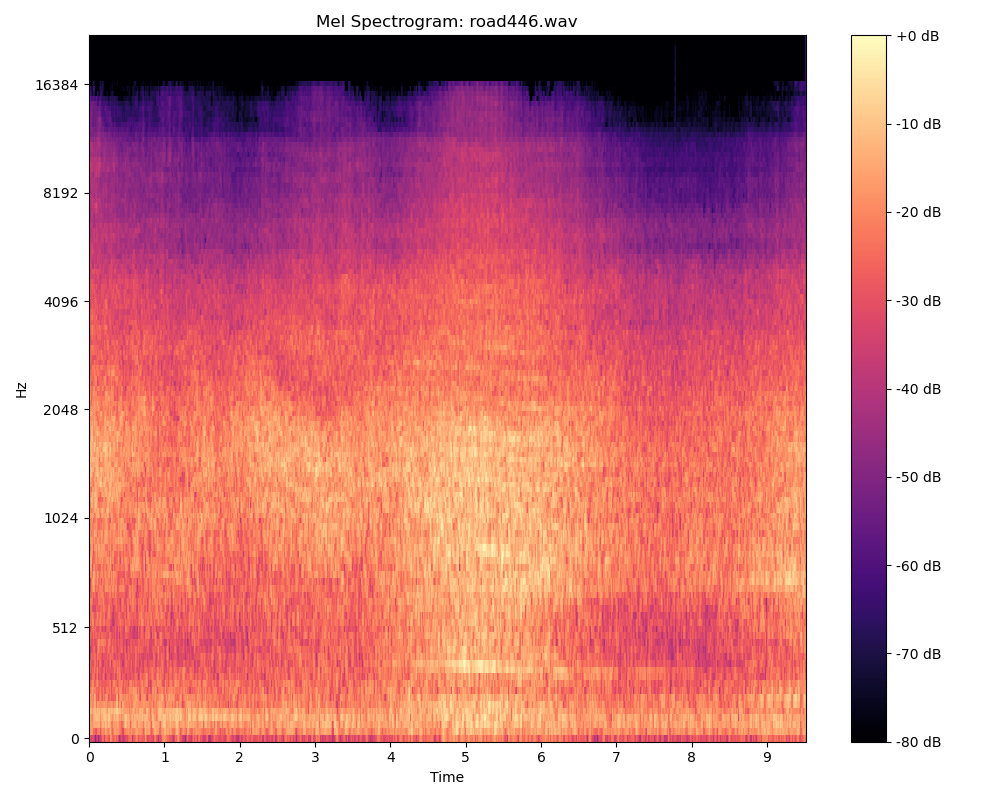 Mel Spectrogram: road446.wav
Hz
16384
8192
4096
2048
1024
512
0
0 1 2 3 4 5 6 7 8 9
Time
+0 dB
-10 dB
-20 dB
-30 dB
-40 dB
-50 dB
-60 dB
-70 dB
-80 dB